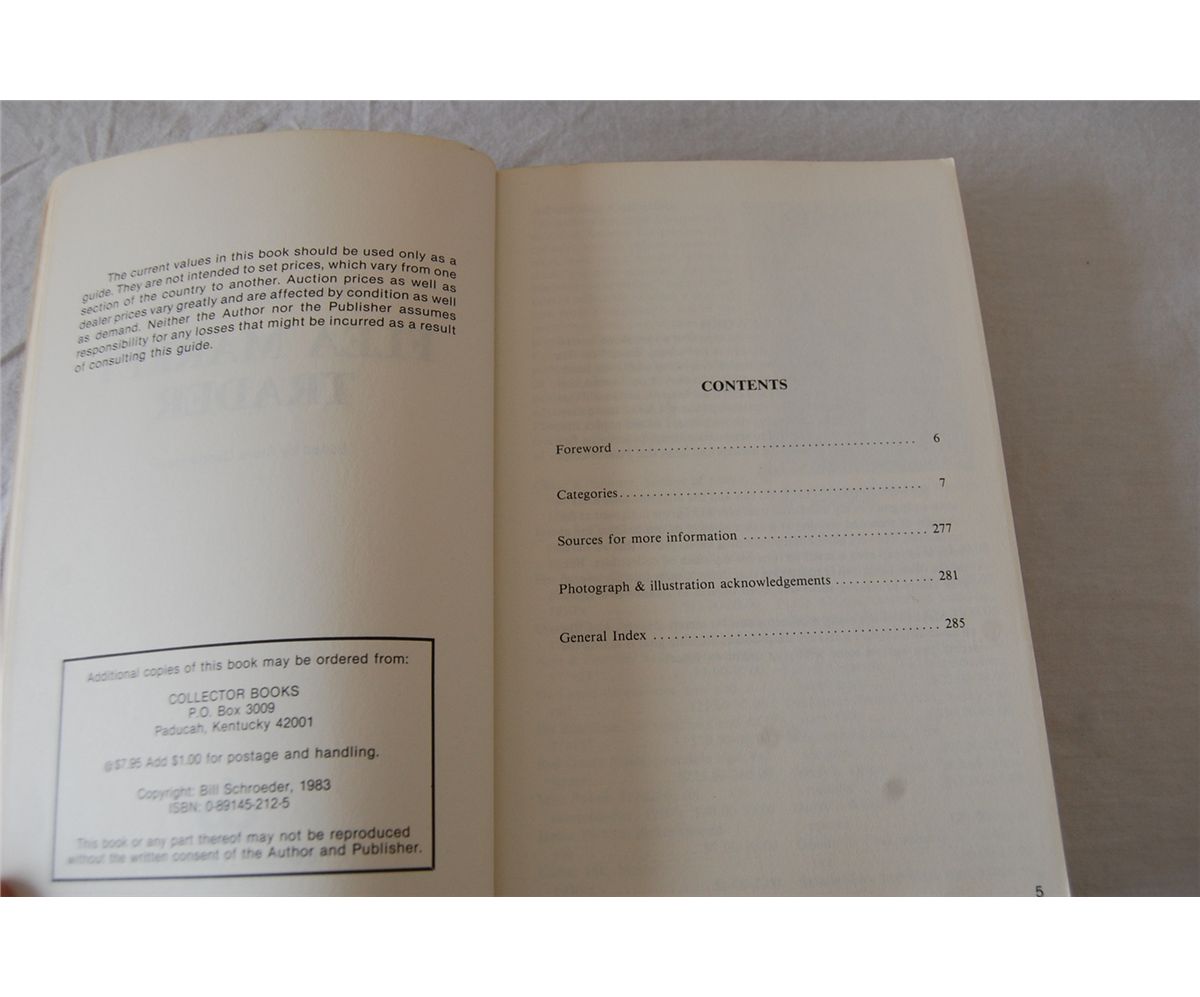 The current values in this book should be used only as a
guide. They are not intended to set prices, which vary from one
section of the country to another. Auction prices as well as
dealer prices vary greatly and are affected by condition as well
as demand. Neither the Author nor the Publisher assumes
responsibility for any losses that might be incurred as a result
of consulting this guide.
Additional copies of this book may be ordered from:
COLLECTOR BOOKS
P.O. Box 3009
Paducah, Kentucky 42001
@$7.95 Add $1.00 for postage and handling.
Copyright: Bill Schroeder, 1983
ISBN: 0-89145-212-5
This book or any part thereof may not be reproduced
without the written consent of the Author and Publisher.
CONTENTS
Foreword ............................................. 6
Categories............................................. 7
Sources for more information ............................ 277
Photograph & illustration acknowledgements ............... 281
General Index ........................................... 285
5